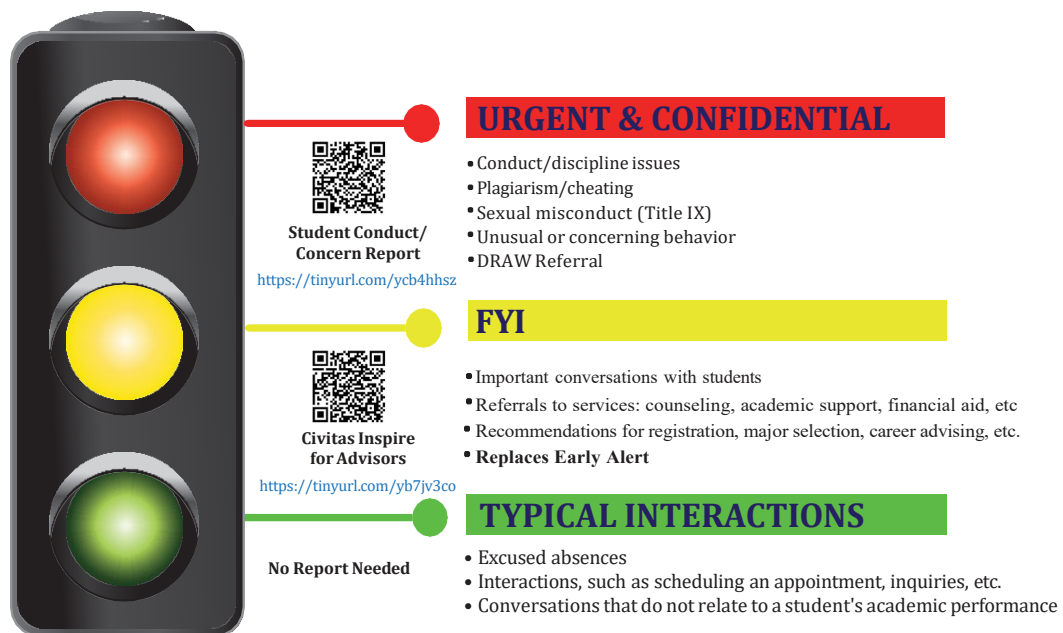 URGENT & CONFIDENTIAL
• Conduct/discipline issues
• Plagiarism/cheating
• Sexual misconduct (Title IX)
• Unusual or concerning behavior
• DRAW Referral
Student Conduct/
Concern Report
https://tinyurl.com/ycb4hhsz
FYI
• Important conversations with students
• Referrals to services: counseling, academic support, financial aid, etc
• Recommendations for registration, major selection, career advising, etc.
• Replaces Early Alert
Civitas Inspire
for Advisors
https://tinyurl.com/yb7jv3co
TYPICAL INTERACTIONS
• Excused absences
• Interactions, such as scheduling an appointment, inquiries, etc.
• Conversations that do not relate to a student's academic performance
No Report Needed